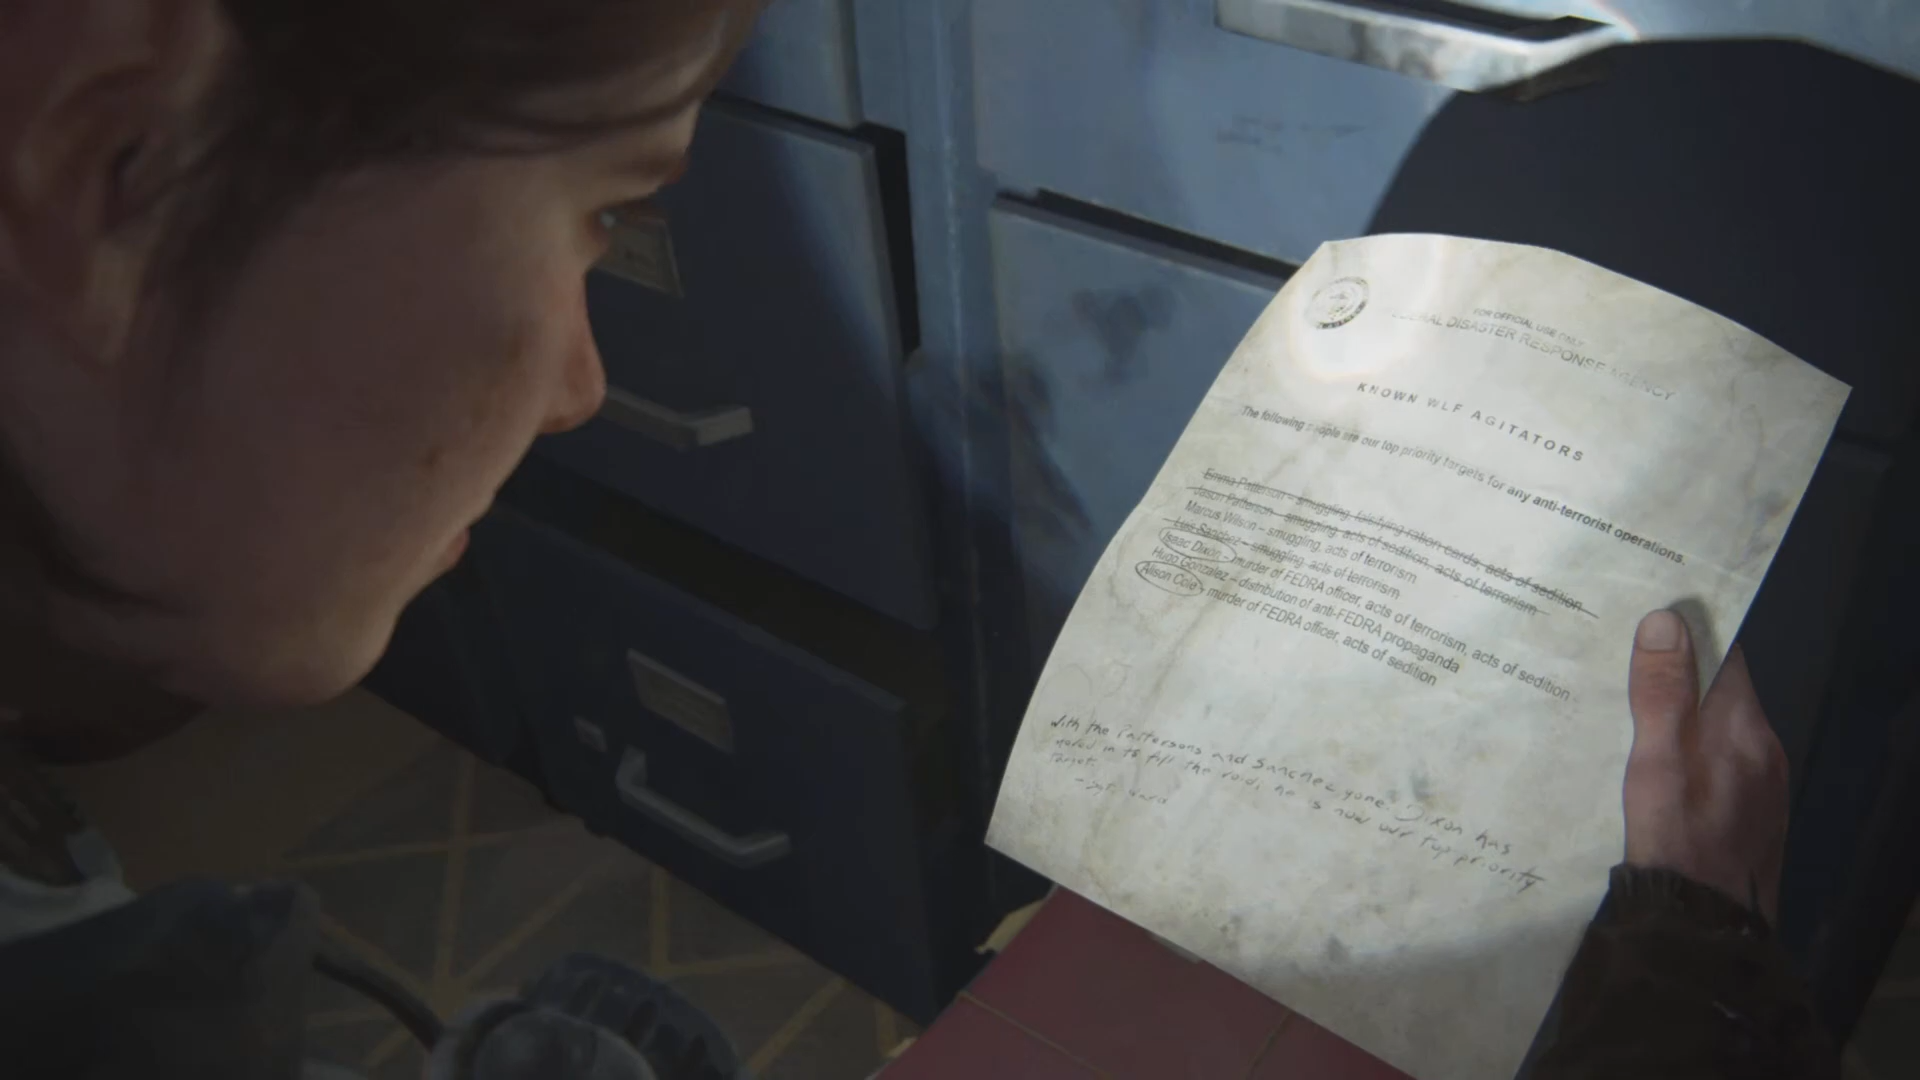 FOR OFFICIAL USE ONLY
FEDERAL DISASTER RESPONSE AGENCY
KNOWN WLF AGITATORS
The following people are our top priority targets for any anti-terrorist operations.
Emma Patterson – smuggling, falsifying ration cards, acts of sedition
Jason Patterson – smuggling, acts of sedition, acts of terrorism
Marcus Wilson – smuggling, acts of terrorism
Luis Sanchez – smuggling, acts of terrorism
Isaac Dixon – murder of FEDRA officer, acts of terrorism, acts of sedition
Hugo Gonzalez – distribution of anti-FEDRA propaganda
Alison Cole – murder of FEDRA officer, acts of sedition
With the Pattersons and Sanchez gone, Dixon has
moved in to fill the void, he is now our top priority
target.
- Sgt. Ward